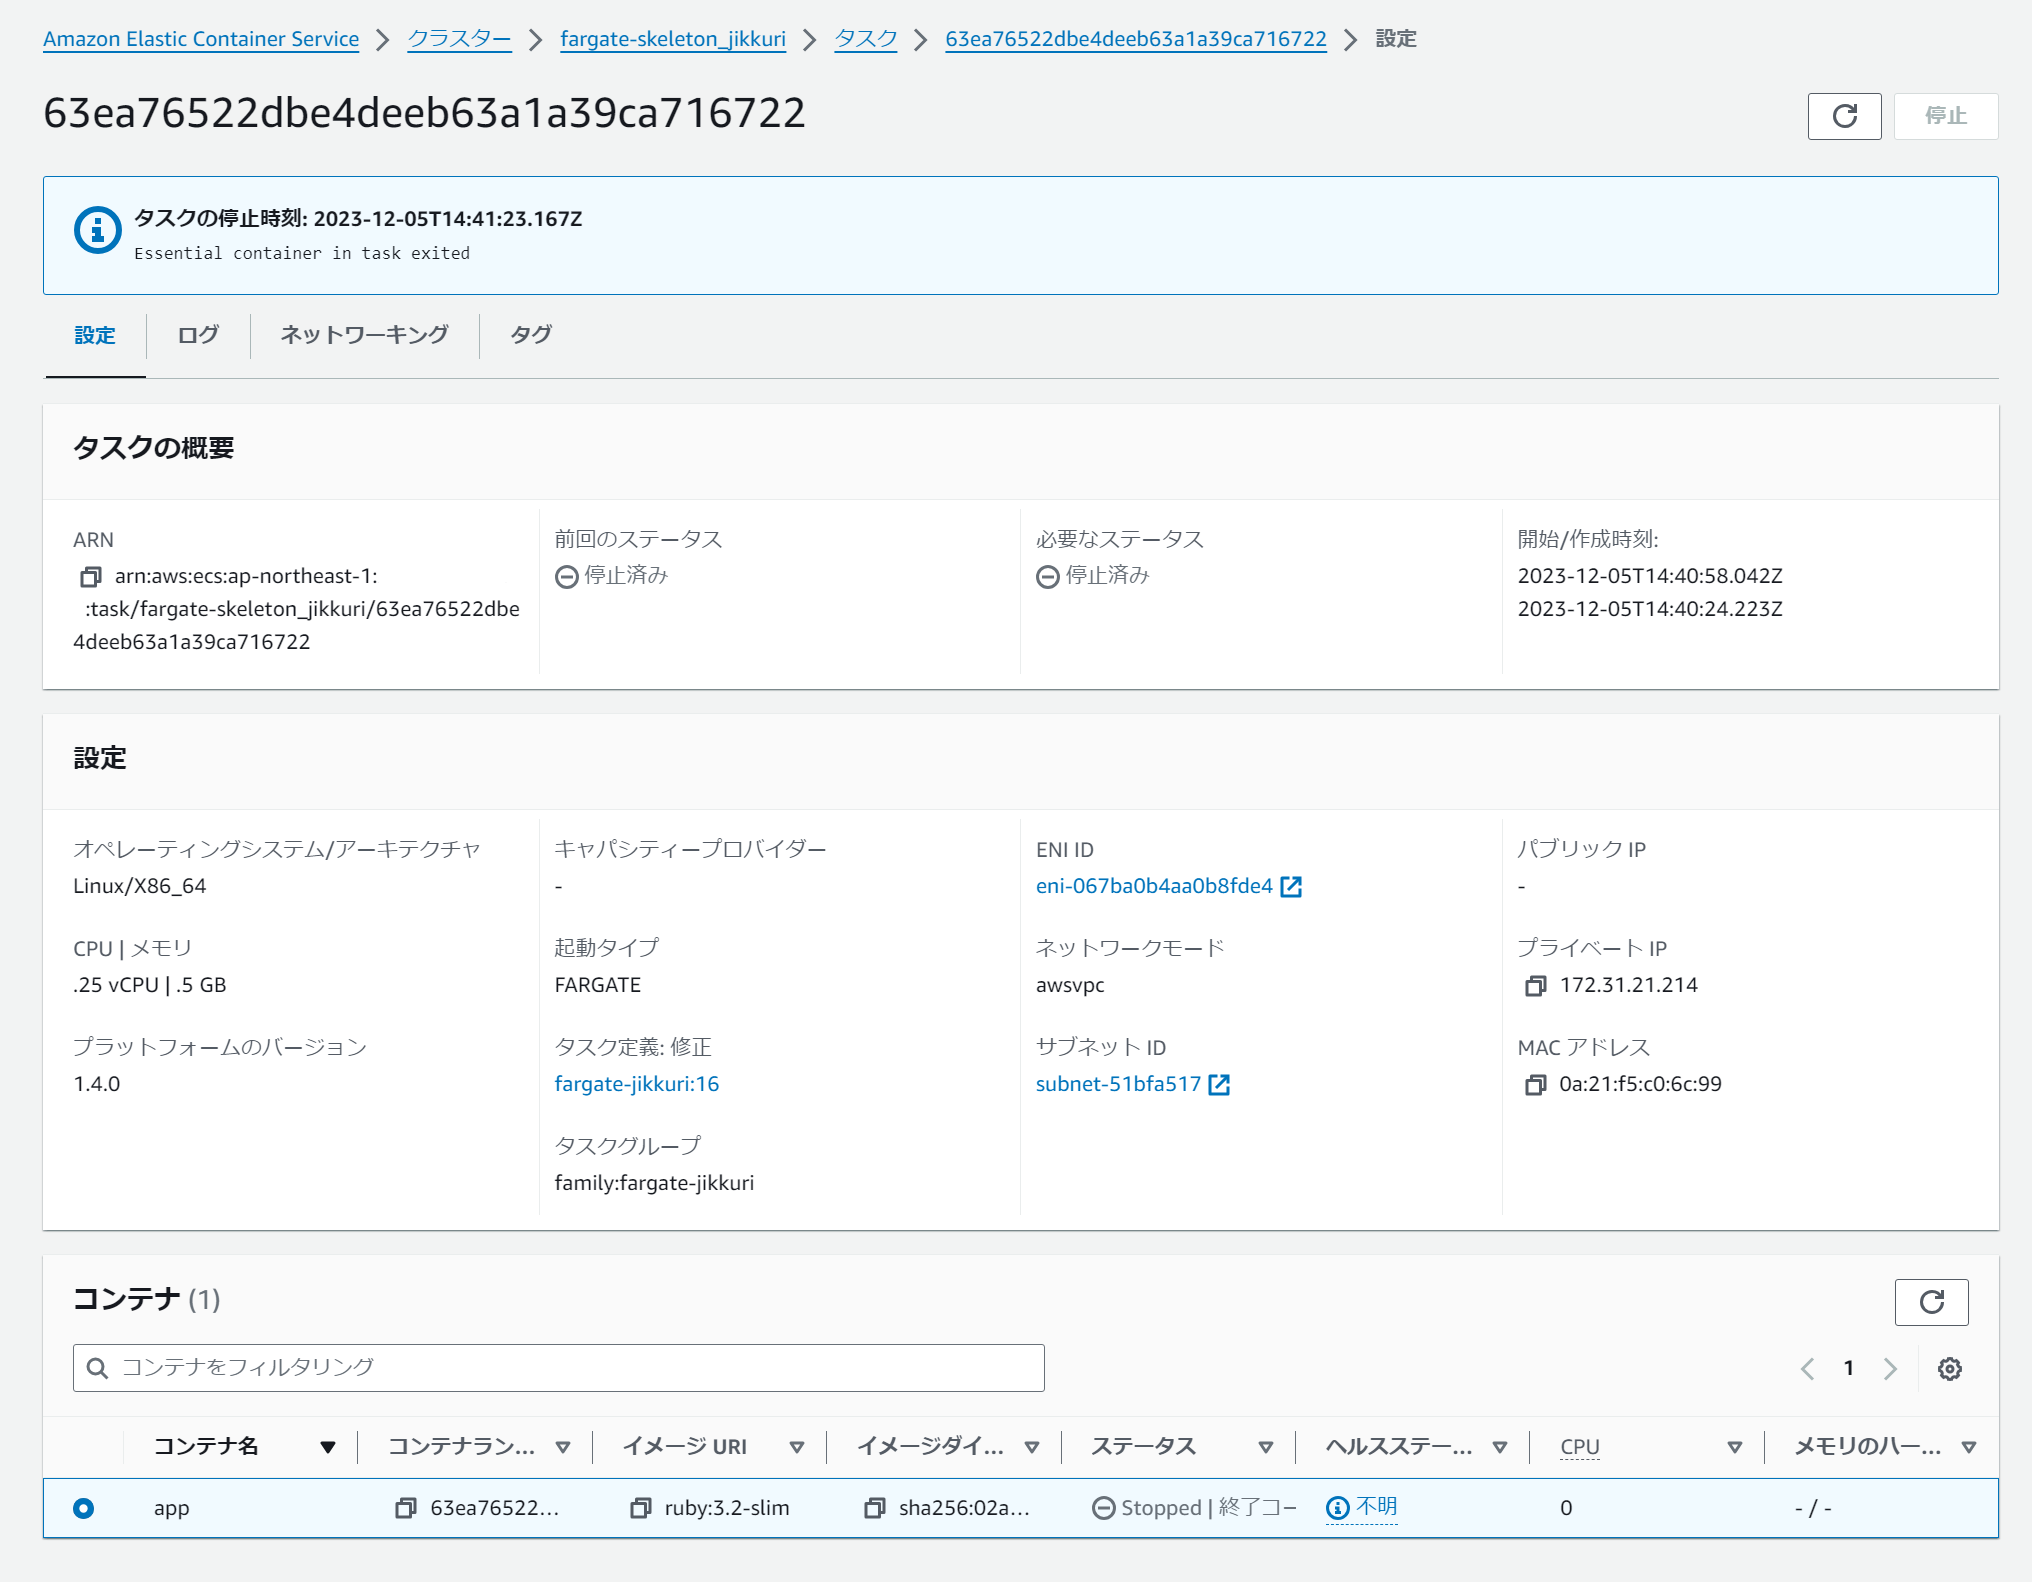 Amazon Elastic Container Service > クラスター > fargate-skeleton_jikkuri > タスク > 63ea76522dbe4deeb63a1a39ca716722 > 設定
63ea76522dbe4deeb63a1a39ca716722
停止
タスクの停止時刻: 2023-12-05T14:41:23.167Z
Essential container in task exited
設定 ログ ネットワーキング タグ
タスクの概要
ARN
arn:aws:ecs:ap-northeast-1:
:task/fargate-skeleton_jikkuri/63ea76522dbe
4deeb63a1a39ca716722
前回のステータス
停止済み
必要なステータス
停止済み
開始/作成時刻:
2023-12-05T14:40:58.042Z
2023-12-05T14:40:24.223Z
設定
オペレーティングシステム/アーキテクチャ
Linux/X86_64
CPU | メモリ
.25 vCPU | .5 GB
プラットフォームのバージョン
1.4.0
キャパシティープロバイダー
-
起動タイプ
FARGATE
タスク定義: 修正
fargate-jikkuri:16
タスクグループ
family:fargate-jikkuri
ENI ID
eni-067ba0b4aa0b8fde4
ネットワークモード
awsvpc
サブネット ID
subnet-51bfa517
パブリック IP
-
プライベート IP
172.31.21.214
MAC アドレス
0a:21:f5:c0:6c:99
コンテナ (1)
コンテナをフィルタリング
1
コンテナ名 コンテナラン... イメージ URI イメージダイ... ステータス ヘルスステー... CPU メモリのハー...
app 63ea76522... ruby:3.2-slim sha256:02a... Stopped | 終了コー 不明 0 - / -